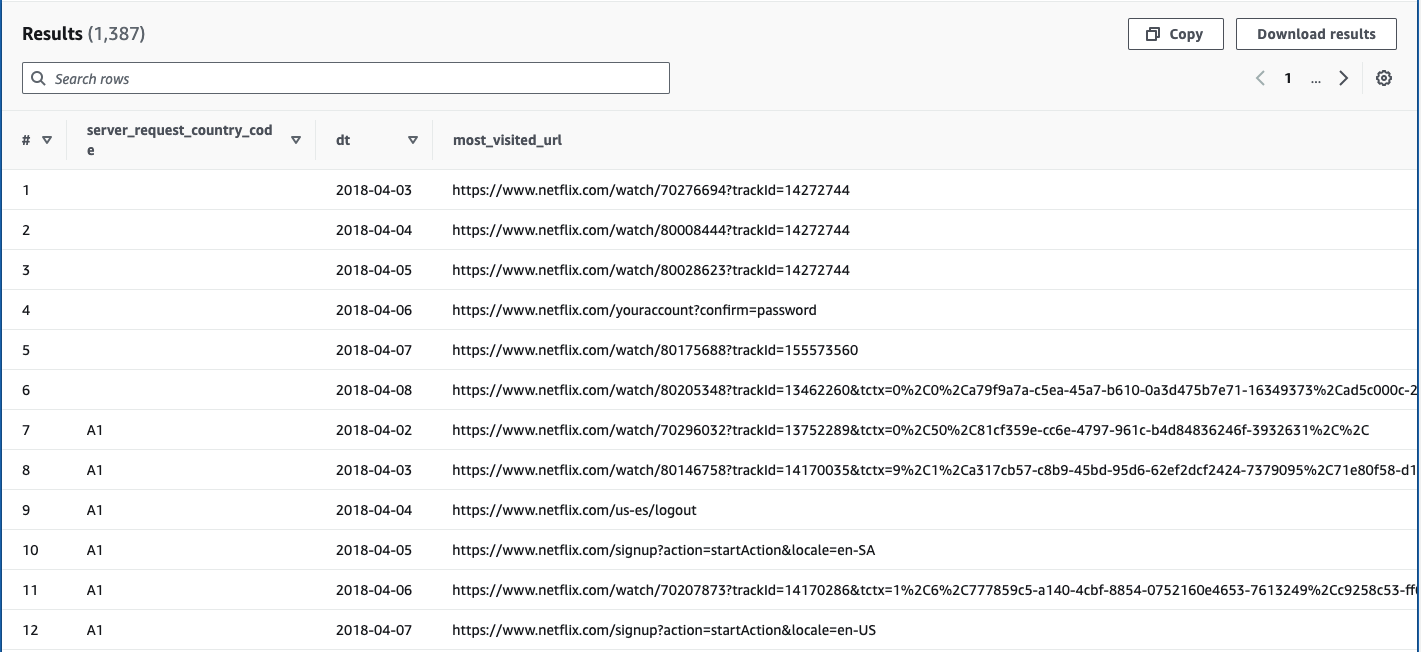 Results (1,387)
Copy
Download results
Search rows
1 ...
# server_request_country_cod
e dt most_visited_url
1 2018-04-03 https://www.netflix.com/watch/70276694?trackId=14272744
2 2018-04-04 https://www.netflix.com/watch/80008444?trackId=14272744
3 2018-04-05 https://www.netflix.com/watch/80028623?trackId=14272744
4 2018-04-06 https://www.netflix.com/youraccount?confirm=password
5 2018-04-07 https://www.netflix.com/watch/80175688?trackId=155573560
6 2018-04-08 https://www.netflix.com/watch/80205348?trackId=13462260&tctx=0%2C0%2Ca79f9a7a-c5ea-45a7-b610-0a3d475b7e71-16349373%2Cad5c000c-2
7 A1 2018-04-02 https://www.netflix.com/watch/70296032?trackId=13752289&tctx=0%2C50%2C81cf359e-cc6e-4797-961c-b4d84836246f-3932631%2C%2C
8 A1 2018-04-03 https://www.netflix.com/watch/80146758?trackId=14170035&tctx=9%2C1%2Ca317cb57-c8b9-45bd-95d6-62ef2dcf2424-7379095%2C71e80f58-d1
9 A1 2018-04-04 https://www.netflix.com/us-es/logout
10 A1 2018-04-05 https://www.netflix.com/signup?action=startAction&locale=en-SA
11 A1 2018-04-06 https://www.netflix.com/watch/70207873?trackId=14170286&tctx=1%2C6%2C777859c5-a140-4cbf-8854-0752160e4653-7613249%2Cc9258c53-ff
12 A1 2018-04-07 https://www.netflix.com/signup?action=startAction&locale=en-US